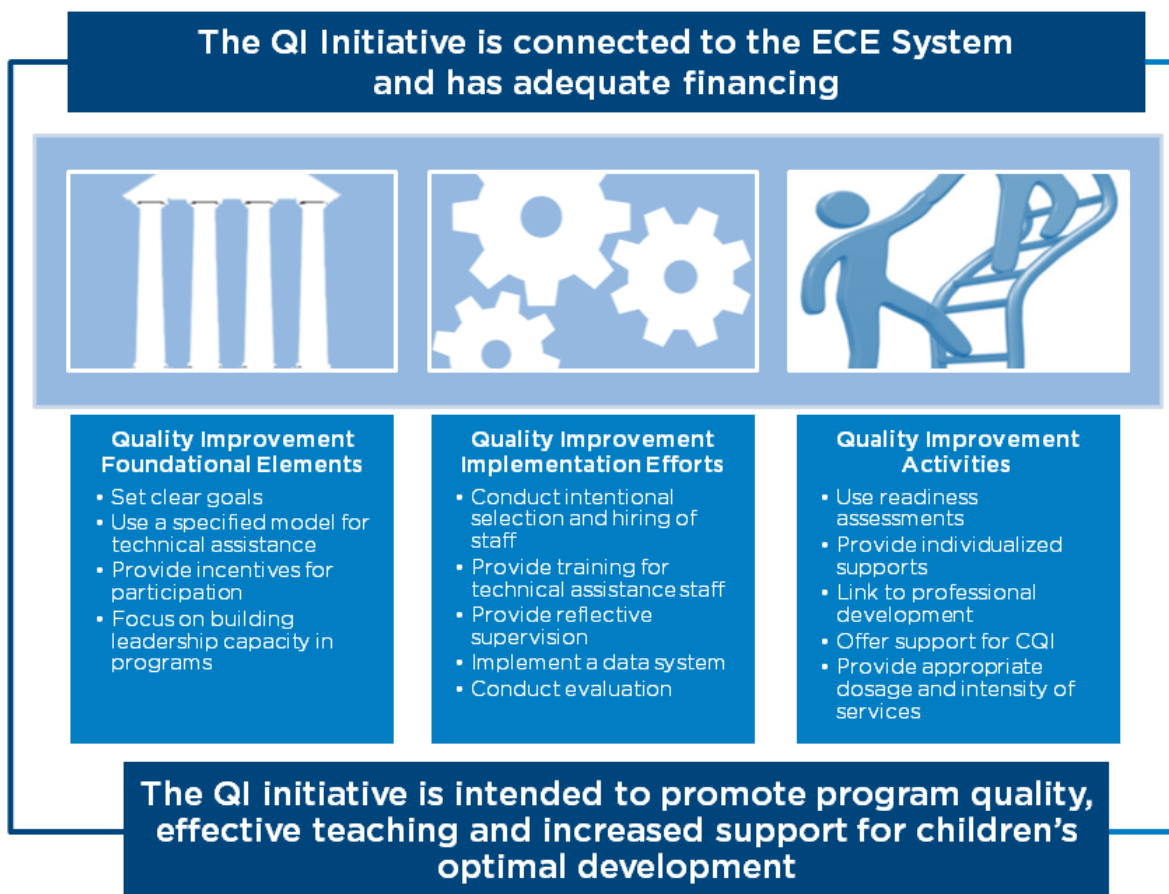 The QI Initiative is connected to the ECE System
and has adequate financing
Quality Improvement
Foundational Elements
• Set clear goals
• Use a specified model for
technical assistance
• Provide incentives for
participation
• Focus on building
leadership capacity in
programs
Quality Improvement
Implementation Efforts
• Conduct intentional
selection and hiring of
staff
• Provide training for
technical assistance staff
• Provide reflective
supervision
• Implement a data system
• Conduct evaluation
Quality Improvement
Activities
• Use readiness
assessments
• Provide individualized
supports
• Link to professional
development
• Offer support for CQI
• Provide appropriate
dosage and intensity of
services
The QI initiative is intended to promote program quality,
effective teaching and increased support for children's
optimal development